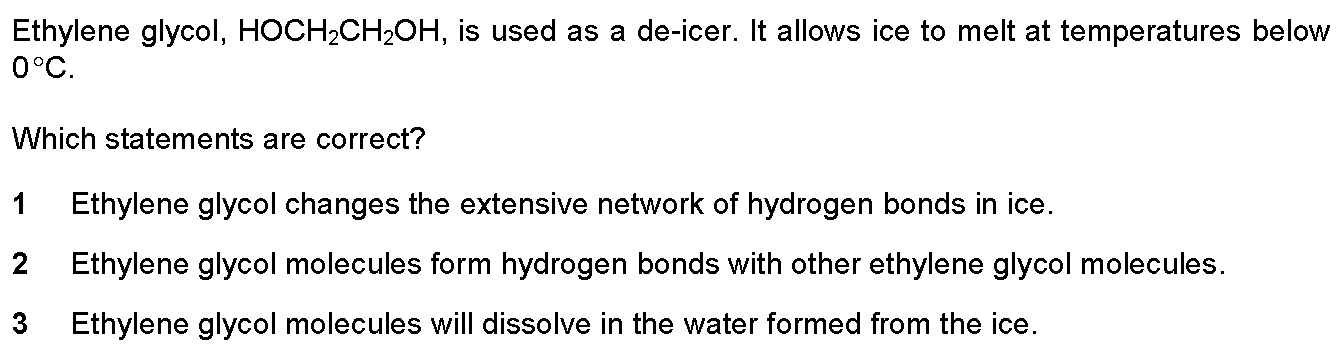 Ethylene glycol, HOCH₂CH₂OH, is used as a de-icer. It allows ice to melt at temperatures below
0°C.
Which statements are correct?
1 Ethylene glycol changes the extensive network of hydrogen bonds in ice.
2 Ethylene glycol molecules form hydrogen bonds with other ethylene glycol molecules.
3 Ethylene glycol molecules will dissolve in the water formed from the ice.